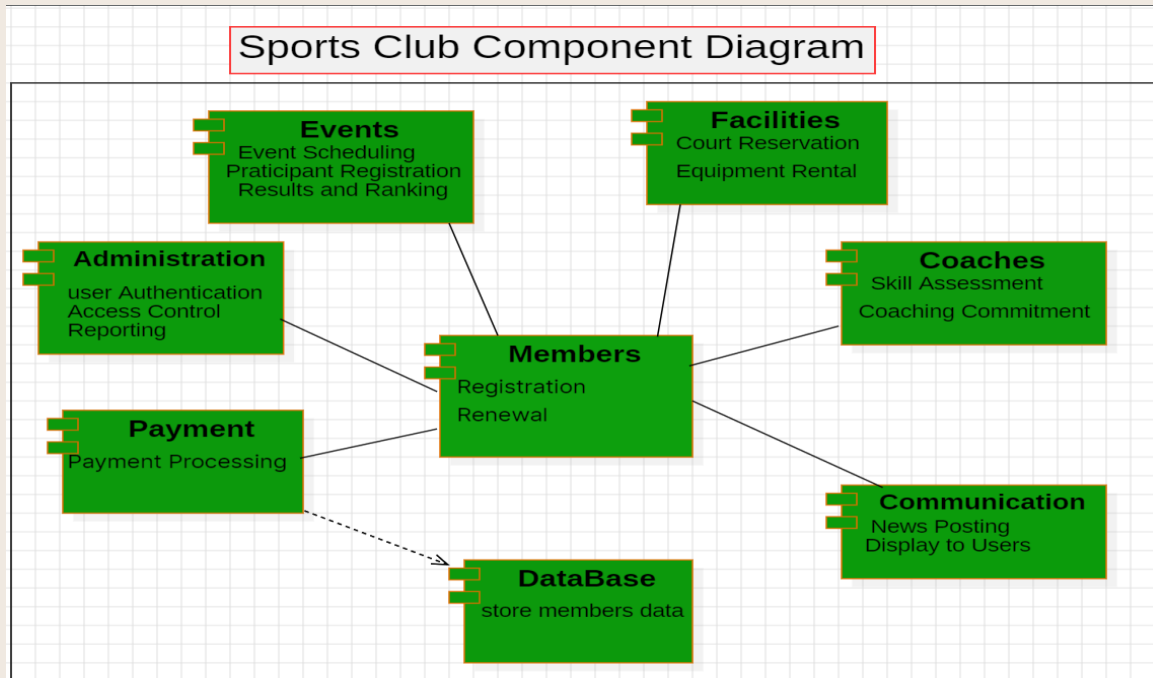 Sports Club Component Diagram
Events
Event Scheduling
Praticipant Registration
Results and Ranking
Facilities
Court Reservation
Equipment Rental
Administration
user Authentication
Access Control
Reporting
Coaches
Skill Assessment
Coaching Commitment
Members
Registration
Renewal
Payment
Payment Processing
Communication
News Posting
Display to Users
DataBase
store members data